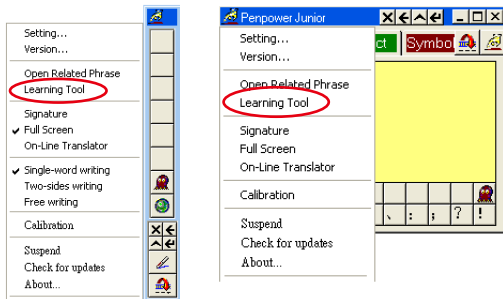 Setting...
Version...
Open Related Phrase
Learning Tool
Signature
Full Screen
On-Line Translator
Single-word writing
Two-sides writing
Free writing
Calibration
Suspend
Check for updates
About...
Penpower Junior
Setting...
Version...
Open Related Phrase
Learning Tool
Signature
Full Screen
On-Line Translator
Calibration
Suspend
Check for updates
About...
ct
Symbo
、 : ; ? !